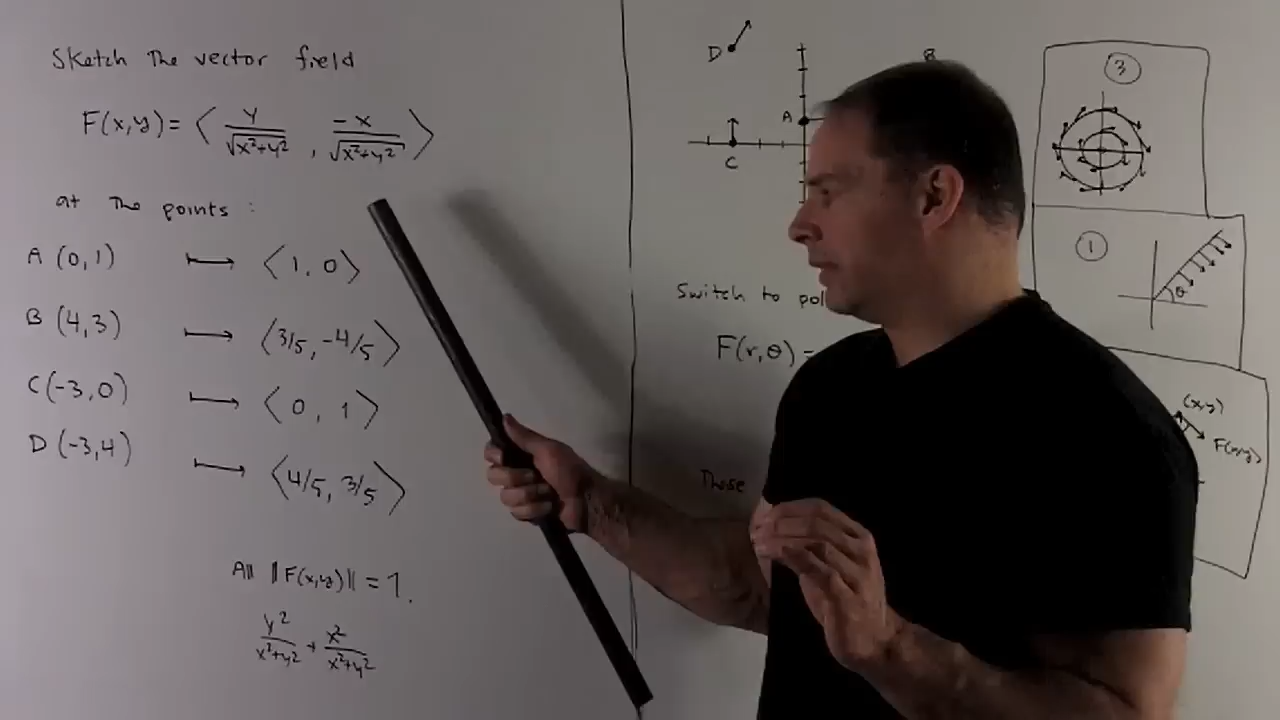 Sketch the vector field
F(x,y) = ⟨ y/√(x²+y²) , -x/√(x²+y²) ⟩
at the points :
A (0,1) ⟼ ⟨1, 0⟩
B (4,3) ⟼ ⟨3/5, -4/5⟩
C (-3,0) ⟼ ⟨0, 1⟩
D (-3,4) ⟼ ⟨4/5, 3/5⟩
All ‖F(x,y)‖ = 1.
y²/(x²+y²) + x²/(x²+y²)
D
B
A
C
Switch to
F(r,θ) =
These
3
1
θ
(x,y)
F(x,y)